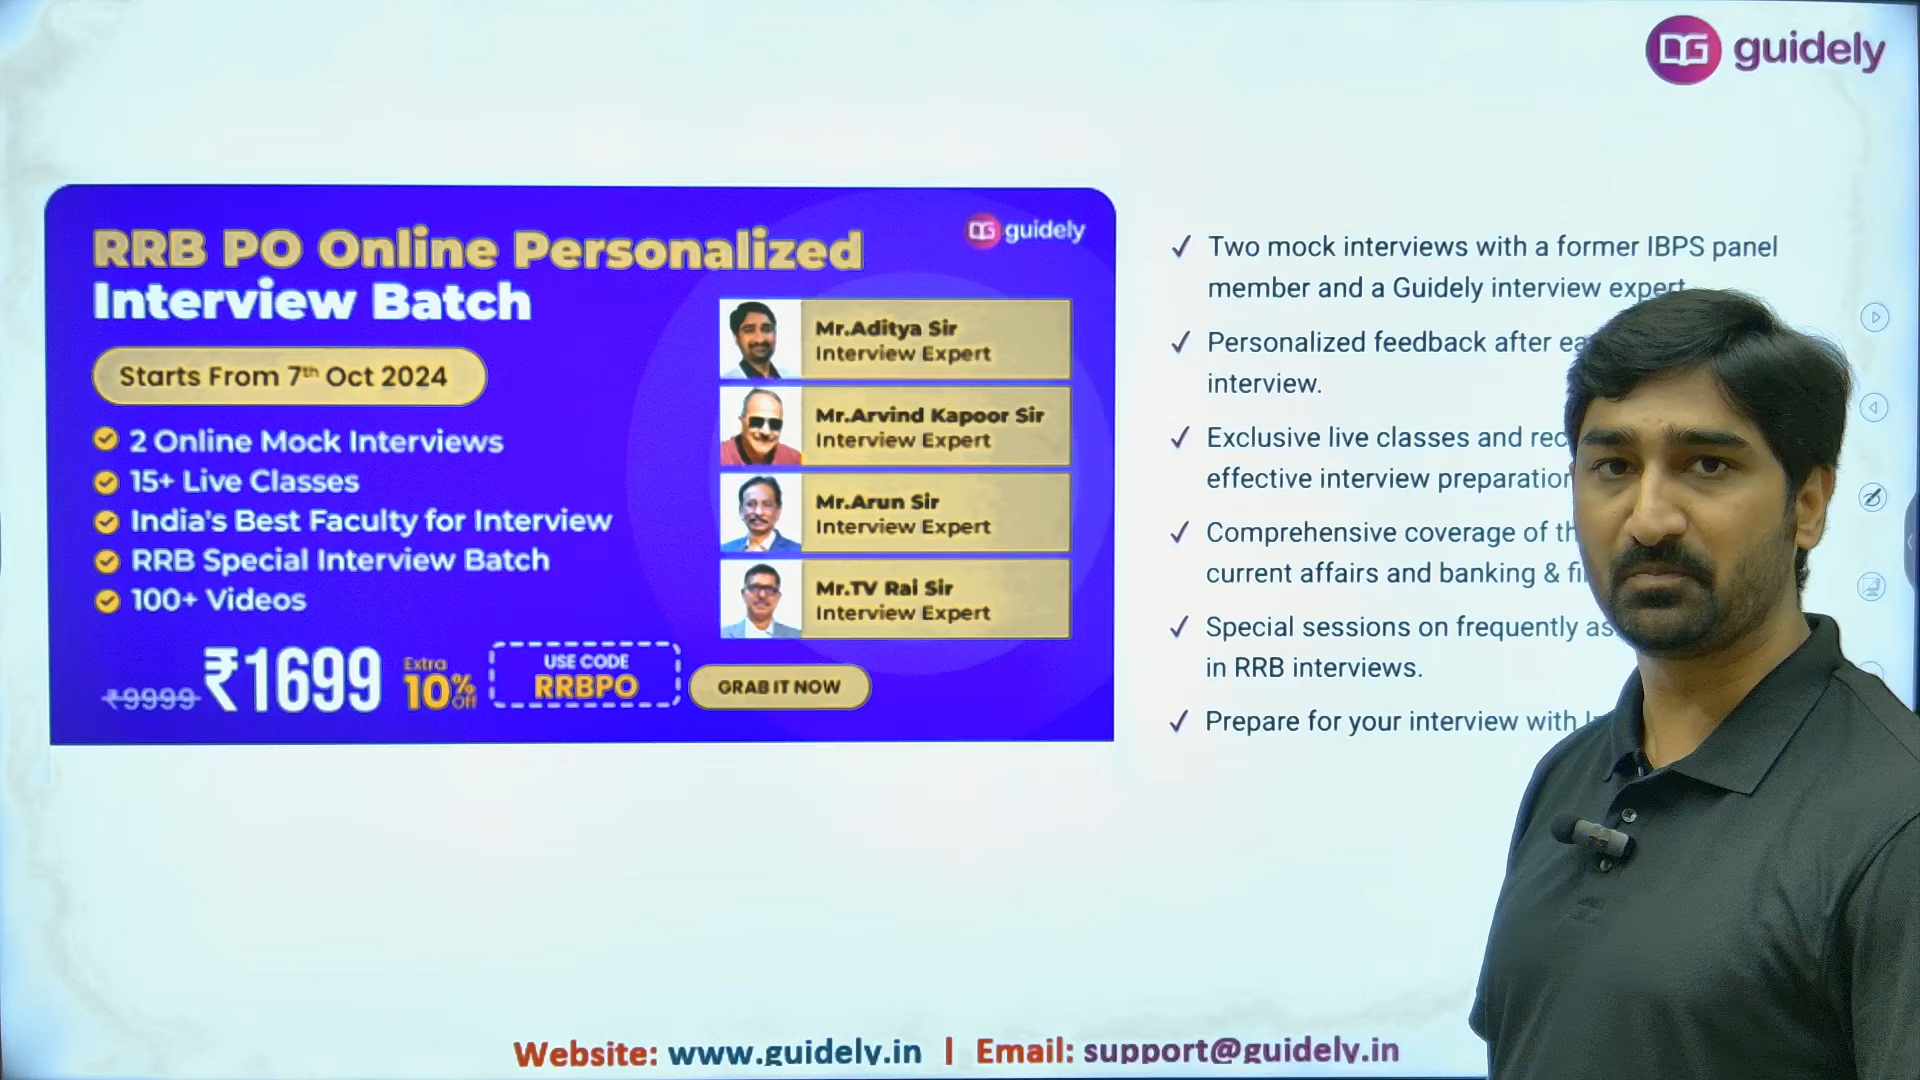 guidely
RRB PO Online Personalized
Interview Batch
guidely
Starts From 7th Oct 2024
2 Online Mock Interviews
15+ Live Classes
India's Best Faculty for Interview
RRB Special Interview Batch
100+ Videos
₹9999 ₹1699 Extra 10% Off
USE CODE
RRBPO
GRAB IT NOW
Mr.Aditya Sir
Interview Expert
Mr.Arvind Kapoor Sir
Interview Expert
Mr.Arun Sir
Interview Expert
Mr.TV Rai Sir
Interview Expert
✓ Two mock interviews with a former IBPS panel
member and a Guidely interview expert
✓ Personalized feedback after
interview.
✓ Exclusive live classes and
effective interview preparation
✓ Comprehensive coverage of
current affairs and banking &
✓ Special sessions on frequently
in RRB interviews.
✓ Prepare for your interview with
Website: www.guidely.in | Email: support@guidely.in